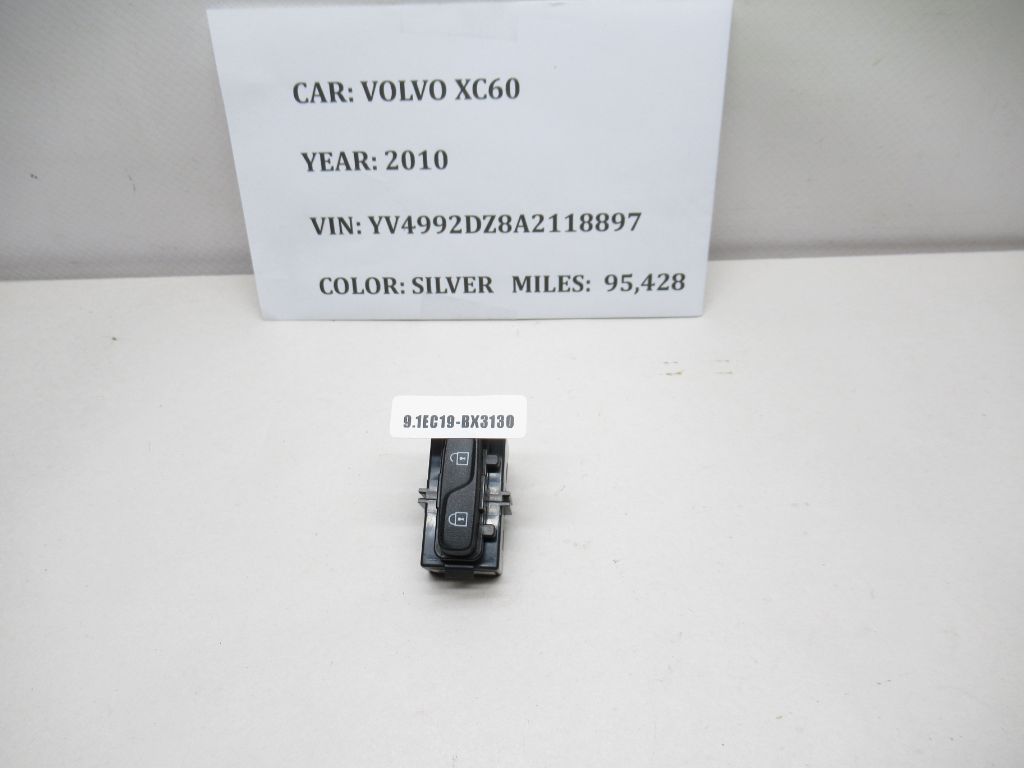 CAR: VOLVO XC60
YEAR: 2010
VIN: YV4992DZ8A2118897
COLOR: SILVER MILES: 95,428
9.1EC19-BX3130